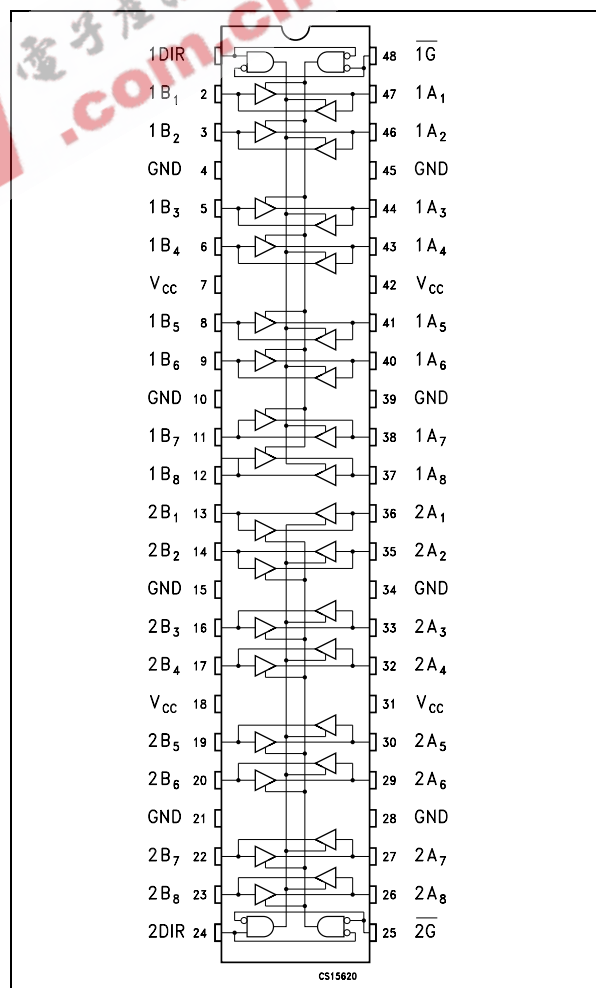 電子產
.com.cn
1DIR 48 1G
1B1 2 47 1A1
1B2 3 46 1A2
GND 4 45 GND
1B3 5 44 1A3
1B4 6 43 1A4
VCC 7 42 VCC
1B5 8 41 1A5
1B6 9 40 1A6
GND 10 39 GND
1B7 11 38 1A7
1B8 12 37 1A8
2B1 13 36 2A1
2B2 14 35 2A2
GND 15 34 GND
2B3 16 33 2A3
2B4 17 32 2A4
VCC 18 31 VCC
2B5 19 30 2A5
2B6 20 29 2A6
GND 21 28 GND
2B7 22 27 2A7
2B8 23 26 2A8
2DIR 24 25 2G
CS15620